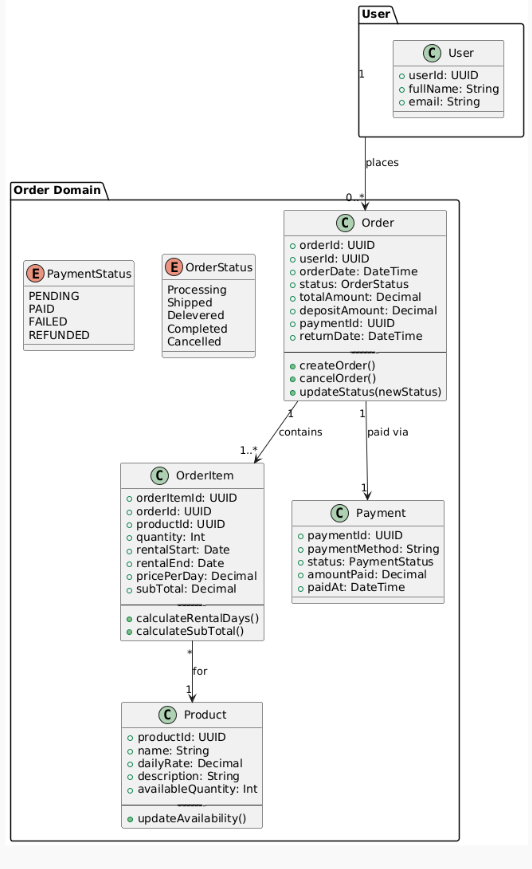 User
C User
userId: UUID
fullName: String
email: String
1
places
0..*
Order Domain
E PaymentStatus
PENDING
PAID
FAILED
REFUNDED
E OrderStatus
Processing
Shipped
Delevered
Completed
Cancelled
C Order
orderId: UUID
userId: UUID
orderDate: DateTime
status: OrderStatus
totalAmount: Decimal
depositAmount: Decimal
paymentId: UUID
returnDate: DateTime
createOrder()
cancelOrder()
updateStatus(newStatus)
1
contains
1..*
1
paid via
1
C OrderItem
orderItemId: UUID
orderId: UUID
productId: UUID
quantity: Int
rentalStart: Date
rentalEnd: Date
pricePerDay: Decimal
subTotal: Decimal
calculateRentalDays()
calculateSubTotal()
C Payment
paymentId: UUID
paymentMethod: String
status: PaymentStatus
amountPaid: Decimal
paidAt: DateTime
*
for
1
C Product
productId: UUID
name: String
dailyRate: Decimal
description: String
availableQuantity: Int
updateAvailability()